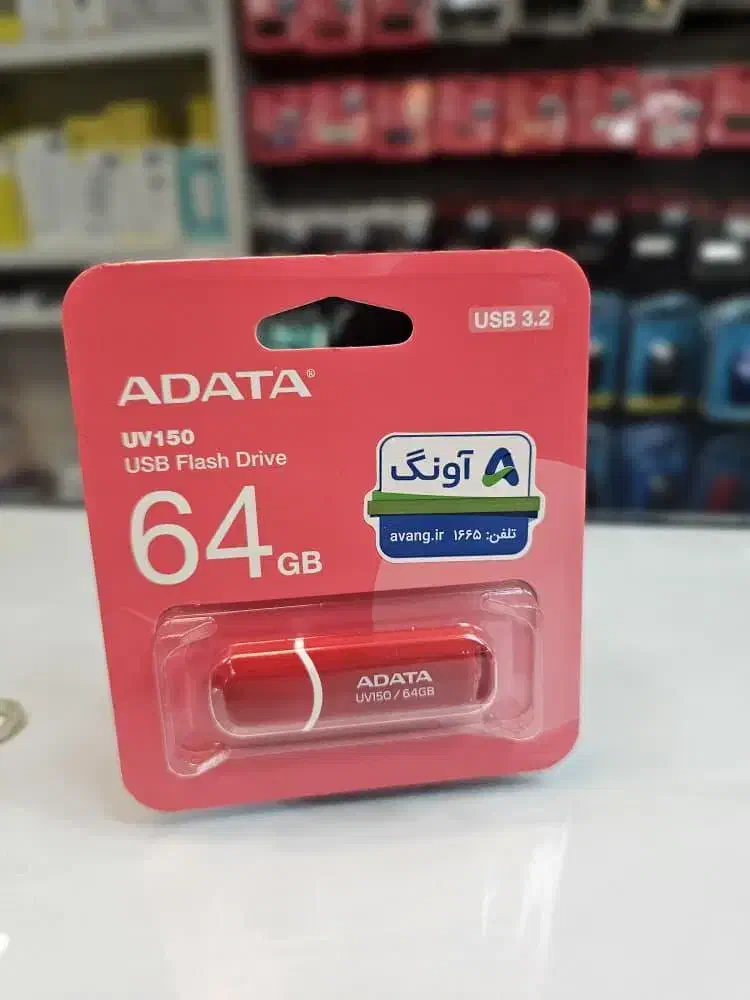 USB 3.2
ADATA®
UV150
USB Flash Drive
64 GB
آونگ
تلفن: ۱۶۶۵ avang.ir
ADATA
UV150 / 64GB